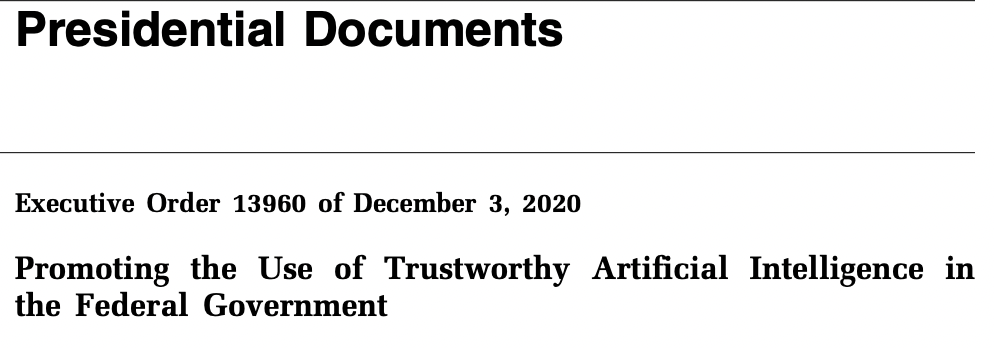 Presidential Documents
Executive Order 13960 of December 3, 2020
Promoting the Use of Trustworthy Artificial Intelligence in
the Federal Government